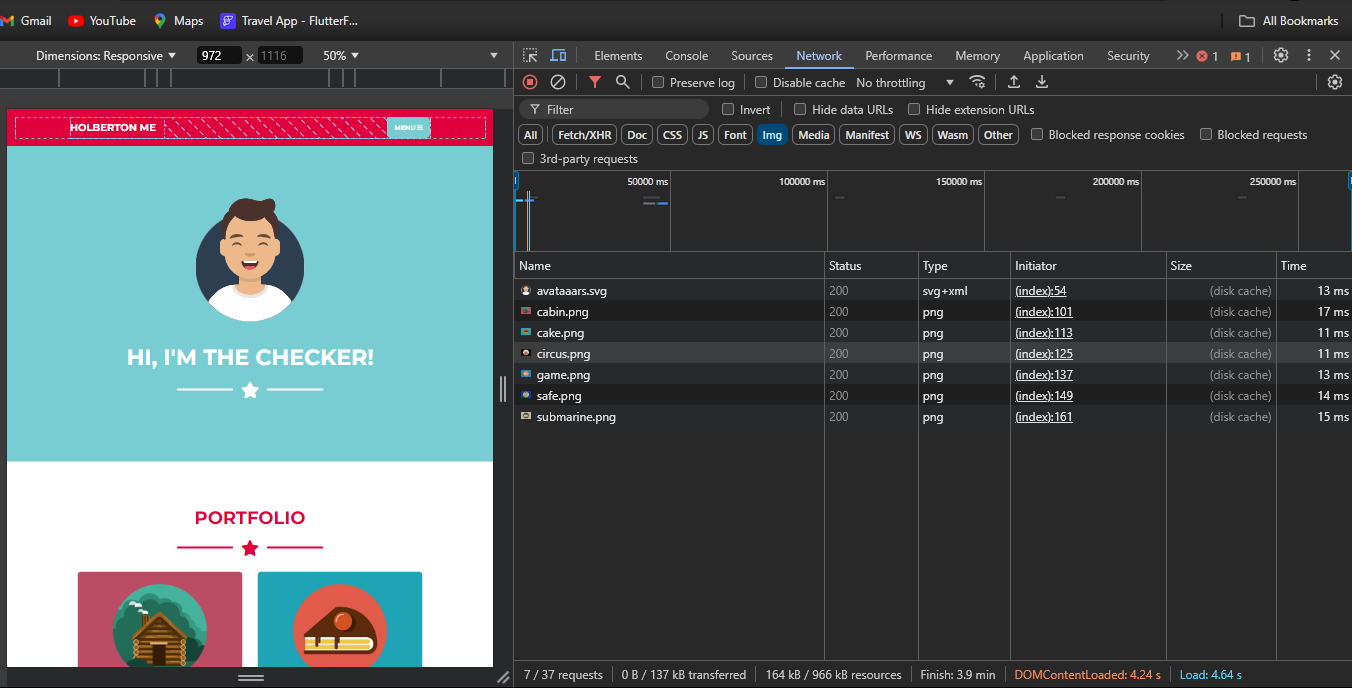 Gmail YouTube Maps Travel App - FlutterF... All Bookmarks
Dimensions: Responsive 972 x 1116 50%
Elements Console Sources Network Performance Memory Application Security 1 1
Preserve log Disable cache No throttling
Filter Invert Hide data URLs Hide extension URLs
All Fetch/XHR Doc CSS JS Font Img Media Manifest WS Wasm Other Blocked response cookies Blocked requests
3rd-party requests
50000 ms 100000 ms 150000 ms 200000 ms 250000 ms
Name Status Type Initiator Size Time
avataaars.svg 200 svg+xml (index):54 (disk cache) 13 ms
cabin.png 200 png (index):101 (disk cache) 17 ms
cake.png 200 png (index):113 (disk cache) 11 ms
circus.png 200 png (index):125 (disk cache) 11 ms
game.png 200 png (index):137 (disk cache) 13 ms
safe.png 200 png (index):149 (disk cache) 14 ms
submarine.png 200 png (index):161 (disk cache) 15 ms
7 / 37 requests 0 B / 137 kB transferred 164 kB / 966 kB resources Finish: 3.9 min DOMContentLoaded: 4.24 s Load: 4.64 s
HOLBERTON ME MENU
HI, I'M THE CHECKER!
PORTFOLIO